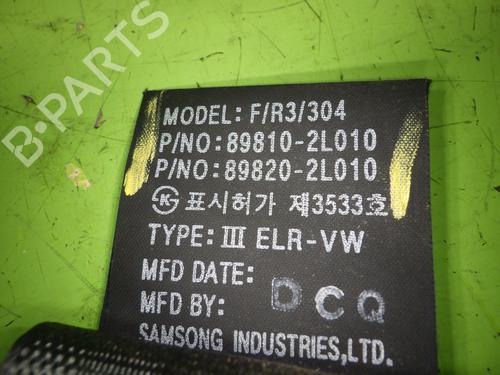 B-PARTS
MODEL: F/R3/304
P/NO: 89810-2L010
P/NO: 89820-2L010
K 표시허가 제3533호
TYPE: III ELR-VW
MFD DATE:
MFD BY: DCQ
SAMSONG INDUSTRIES,LTD.